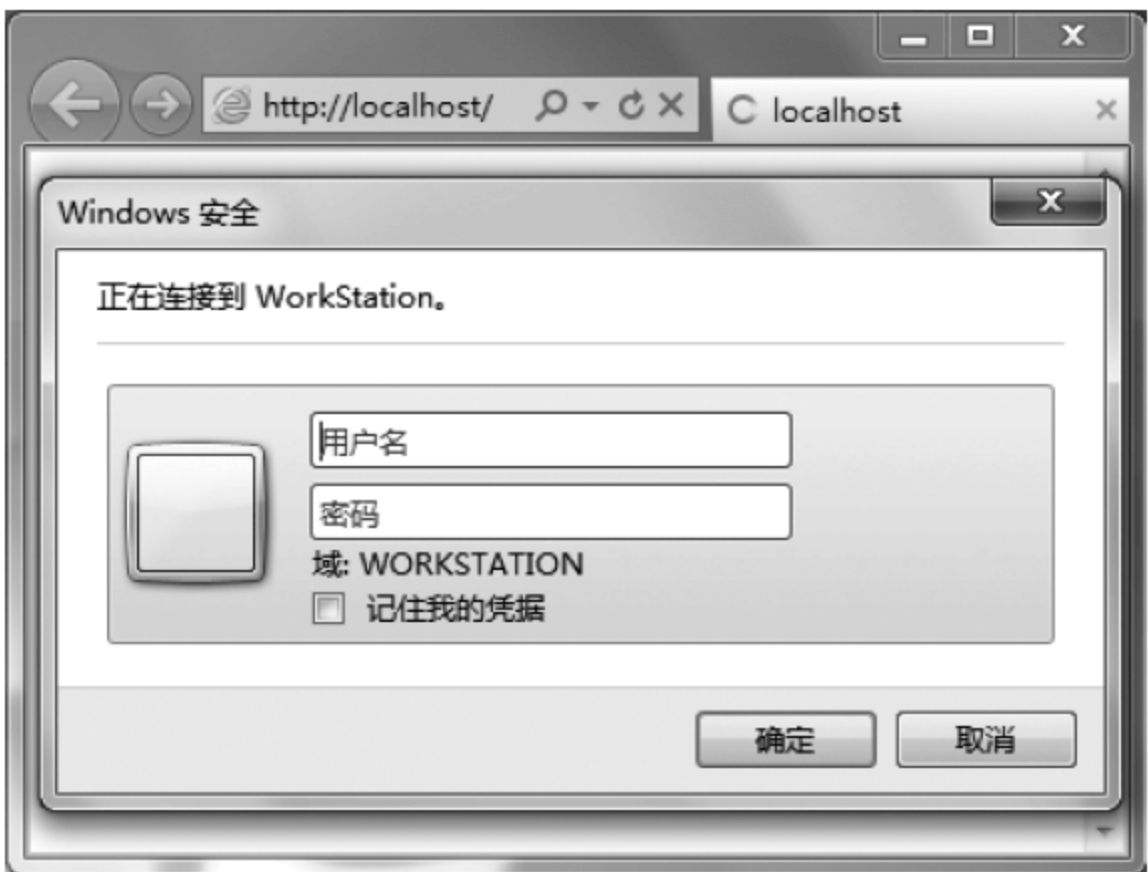 http://localhost/
localhost
Windows 安全
正在连接到 WorkStation。
用户名
密码
域: WORKSTATION
记住我的凭据
确定
取消